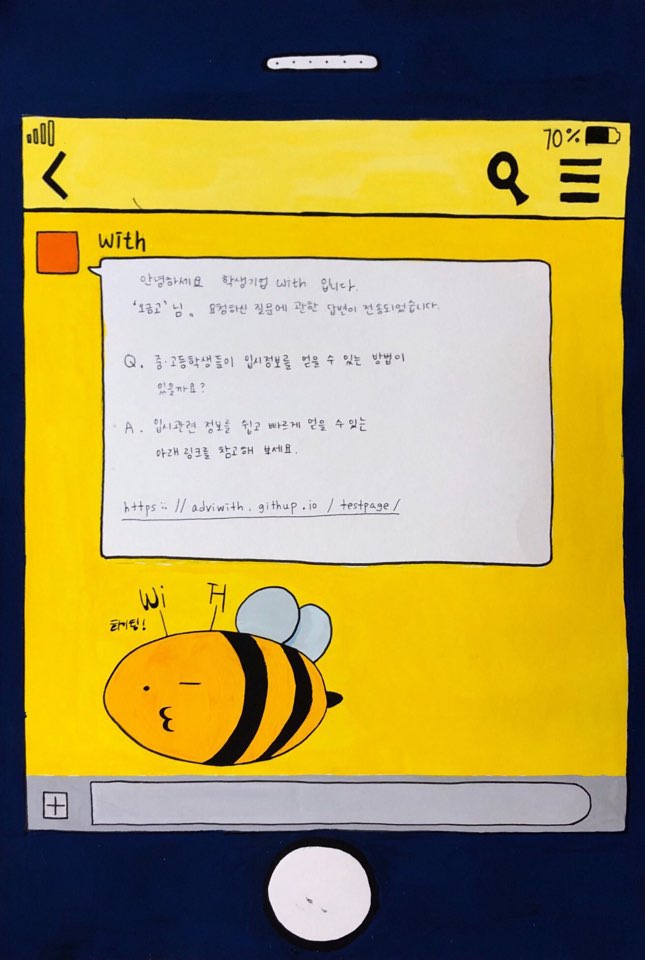 70%
with
안녕하세요 학생기업 with 입니다.
'오금고' 님. 요청하신 질문에 관한 답변이 전송되었습니다.
Q. 중·고등학생들이 입시정보를 얻을 수 있는 방법이
있을까요?
A. 입시관련 정보를 쉽고 빠르게 얻을 수 있는
아래 링크를 참고해 보세요.
https :: // adviwith. githup. io / testpage/
Wi TH
화이팅!